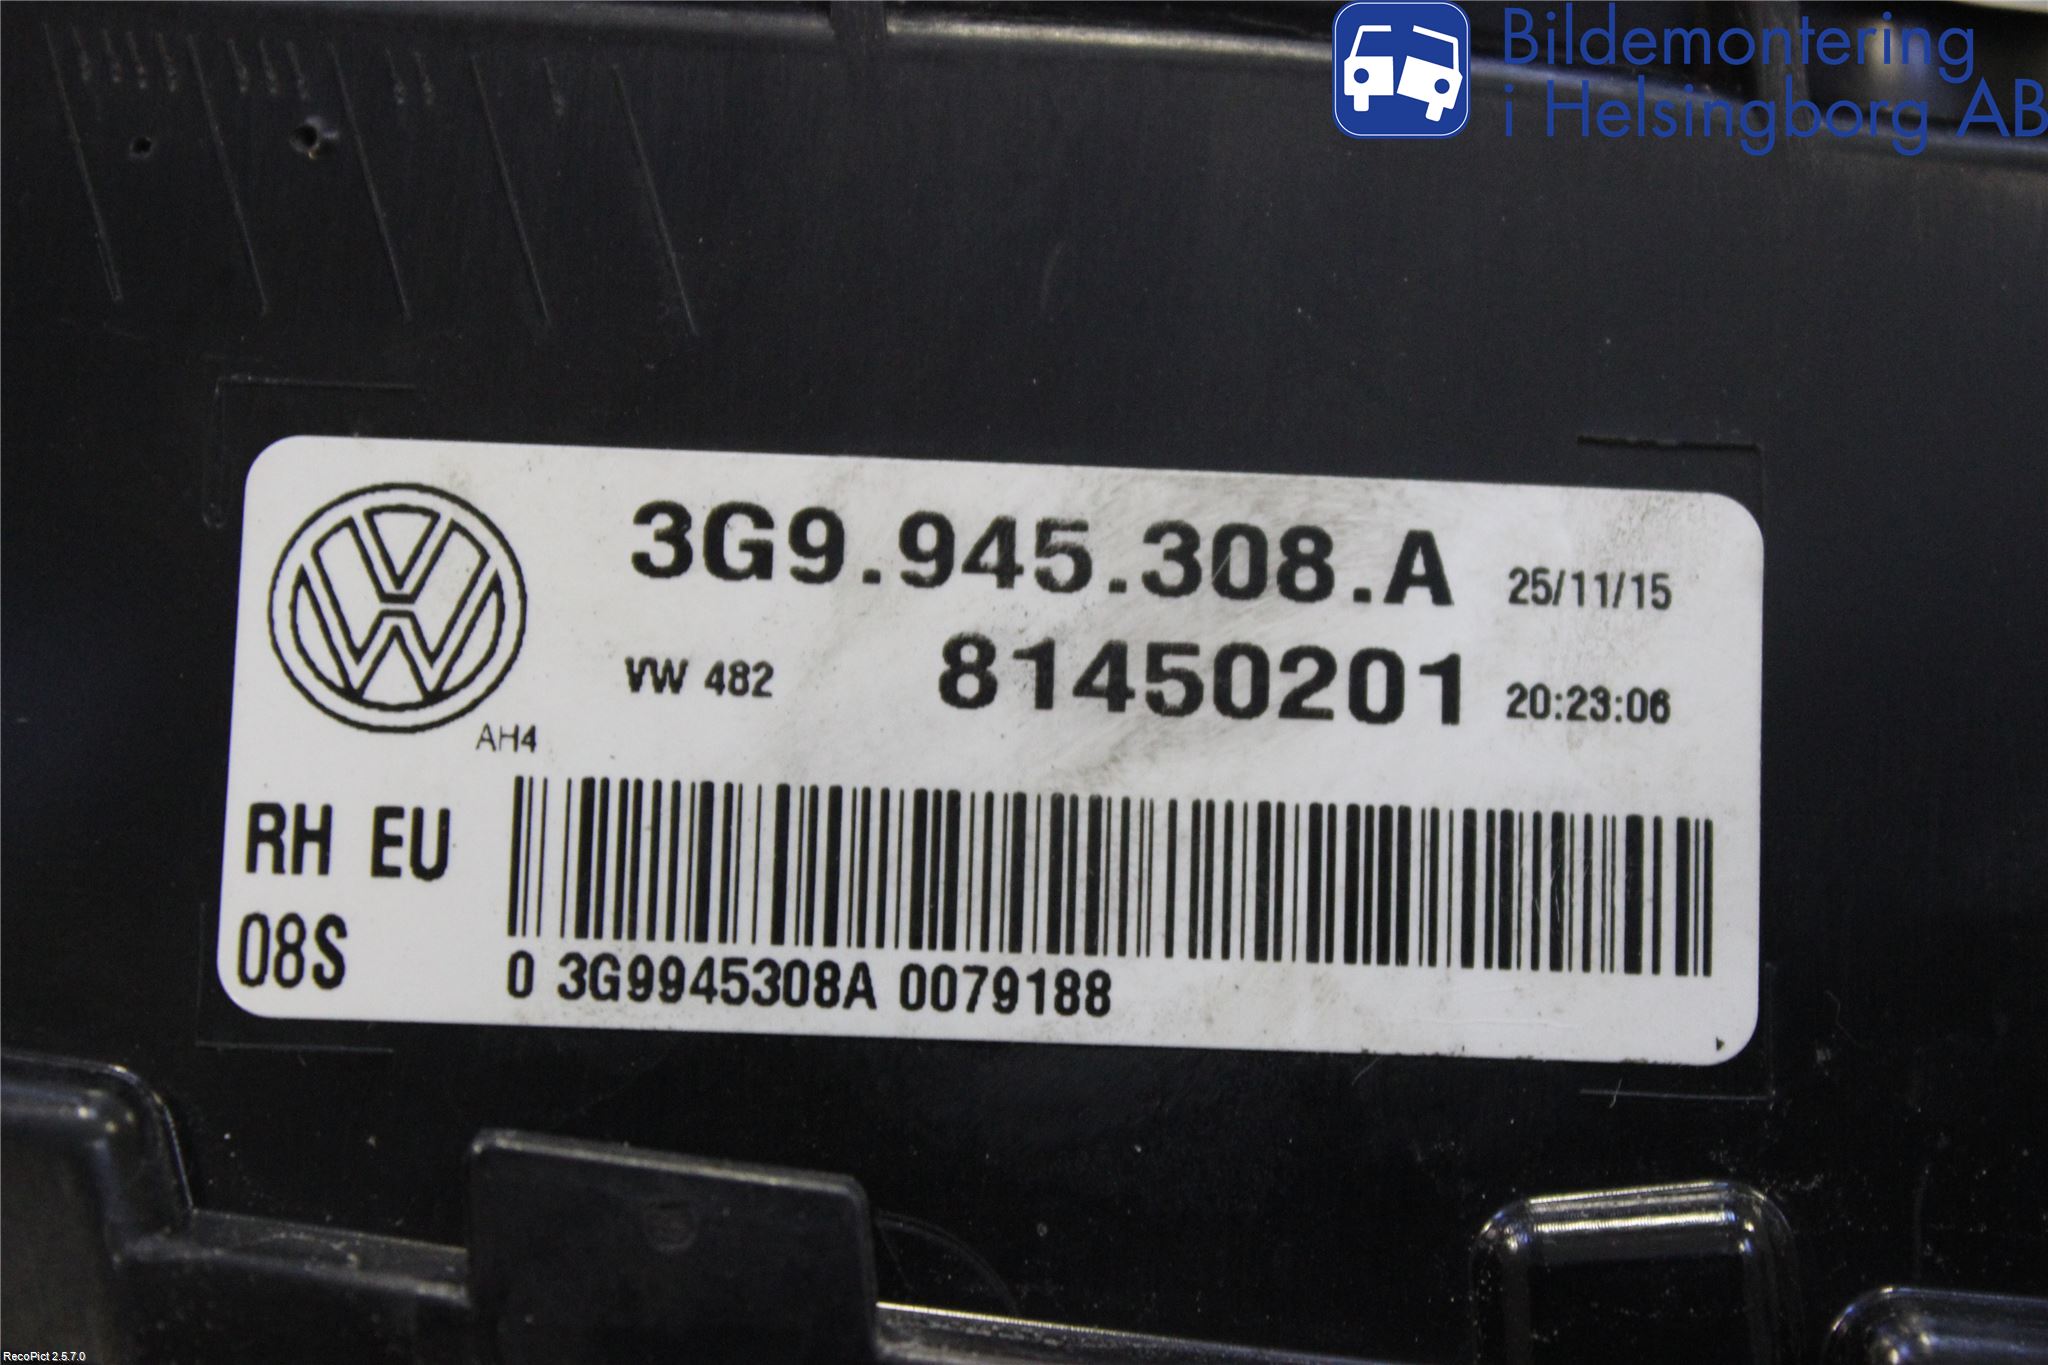 Bildemontering
i Helsingborg AB
3G9.945.308.A 25/11/15
VW 482 81450201 20:23:06
AH4
RH EU
08S
0 3G9945308A 0079188
RecoPict 2.5.7.0